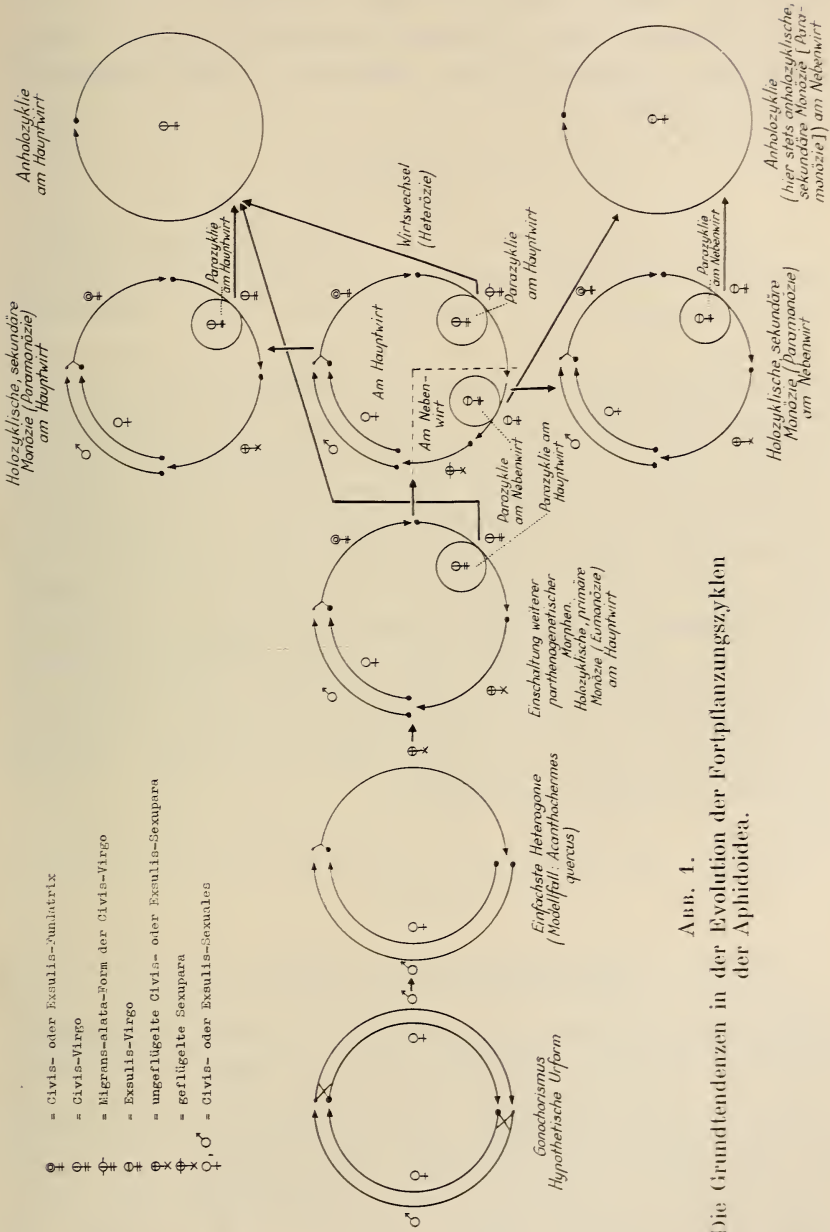 = Civis- oder Exsulis-Fundatrix
= Civis-Virgo
= Migrans-alata-Form der Civis-Virgo
= Exsulis-Virgo
= ungeflügelte Civis- oder Exsulis-Sexupara
= geflügelte Sexupara
♀, ♂ = Civis- oder Exsulis-Sexuales
Gonochorismus
Hypothetische Urform
♂
♀
♀
♂→♂
Einfachste Heterogonie
(Modellfall: Acanthochermes
quercus)
♀
Einschaltung weiterer
parthenogenetischer
Morphen.
Holozyklische, primäre
Monözie (Eumonözie)
am Hauptwirt
♂
♀
Parazyklie am
Hauptwirt
Parazyklie
am Nebenwirt
Holozyklische, sekundäre
Monözie (Paramonözie)
am Hauptwirt
♂
♀
Parazyklie
am Hauptwirt
Am Hauptwirt
Am Neben-
wirt
♂
♀
Wirtswechsel
(Heterözie)
Parazyklie
am Hauptwirt
Holozyklische, sekundäre
Monözie (Paramonözie)
am Nebenwirt
♂
♀
Parazyklie
am Nebenwirt
Anholozyklie
am Hauptwirt
Anholozyklie
(hier stets anholozyklische,
sekundäre Monözie [Para-
monözie]) am Nebenwirt
Abb. 1.
Die Grundtendenzen in der Evolution der Fortpflanzungszyklen
der Aphidoidea.